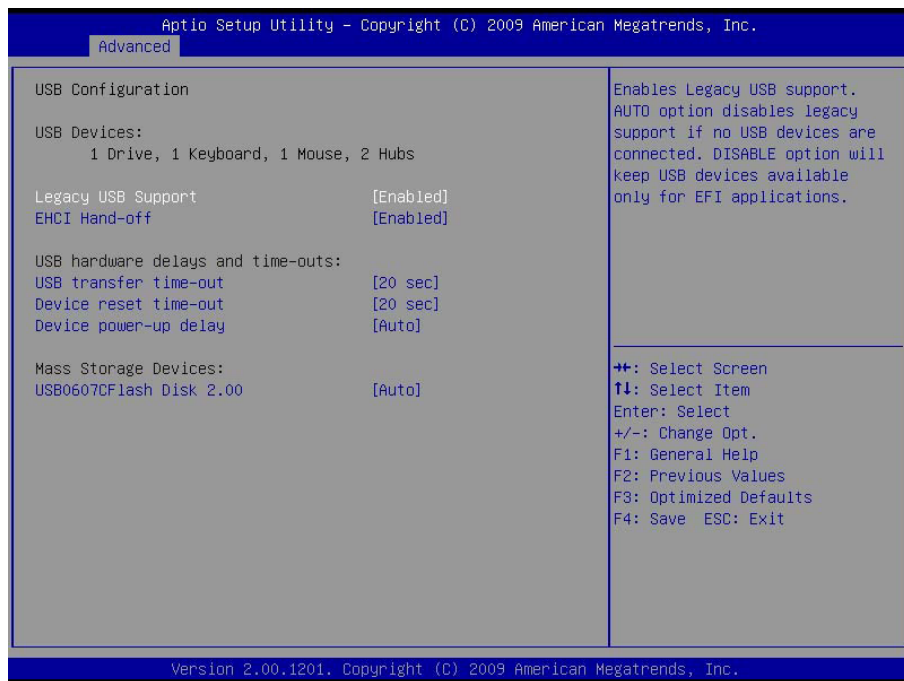 Aptio Setup Utility – Copyright (C) 2009 American Megatrends, Inc.
Advanced
USB Configuration
USB Devices:
1 Drive, 1 Keyboard, 1 Mouse, 2 Hubs
Legacy USB Support [Enabled]
EHCI Hand-off [Enabled]
USB hardware delays and time-outs:
USB transfer time-out [20 sec]
Device reset time-out [20 sec]
Device power-up delay [Auto]
Mass Storage Devices:
USB0607CFlash Disk 2.00 [Auto]
Enables Legacy USB support.
AUTO option disables legacy
support if no USB devices are
connected. DISABLE option will
keep USB devices available
only for EFI applications.
→←: Select Screen
↑↓: Select Item
Enter: Select
+/-: Change Opt.
F1: General Help
F2: Previous Values
F3: Optimized Defaults
F4: Save ESC: Exit
Version 2.00.1201. Copyright (C) 2009 American Megatrends, Inc.